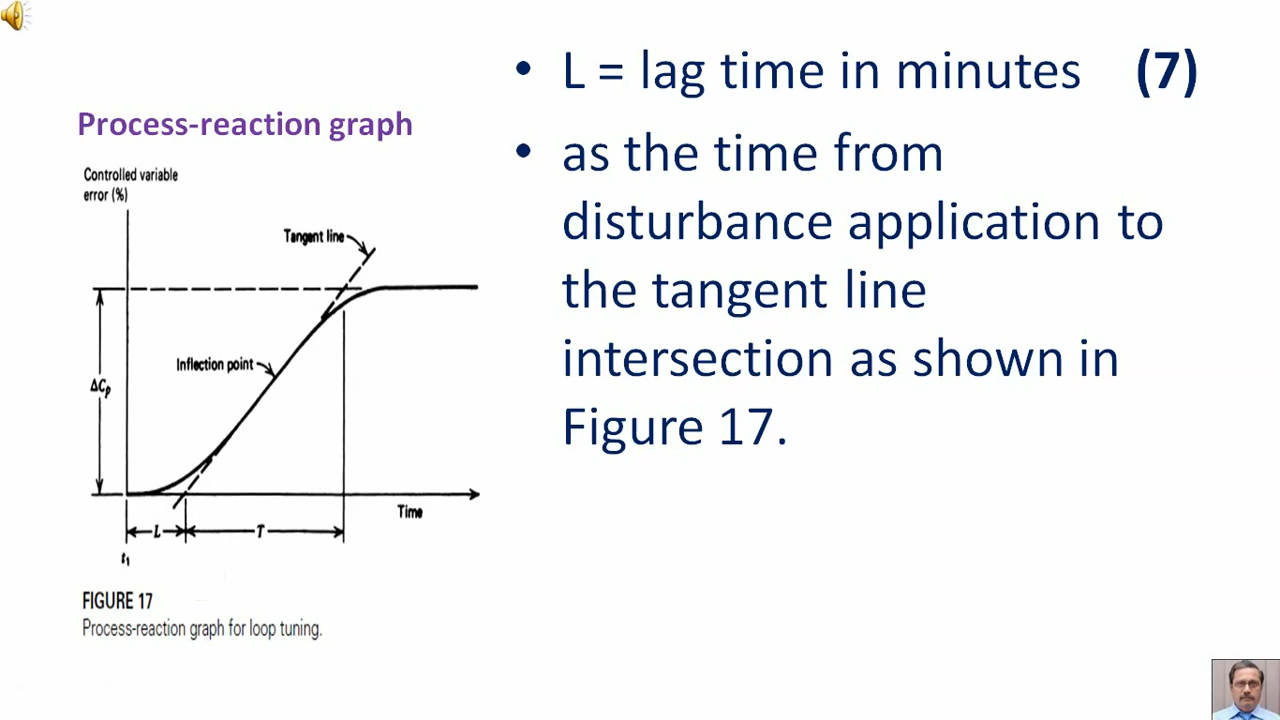 • L = lag time in minutes (7)
Process-reaction graph
• as the time from
disturbance application to
the tangent line
intersection as shown in
Figure 17.
Controlled variable
error (%)
Tangent line
Inflection point
ΔCp
Time
L
T
t1
FIGURE 17
Process-reaction graph for loop tuning.